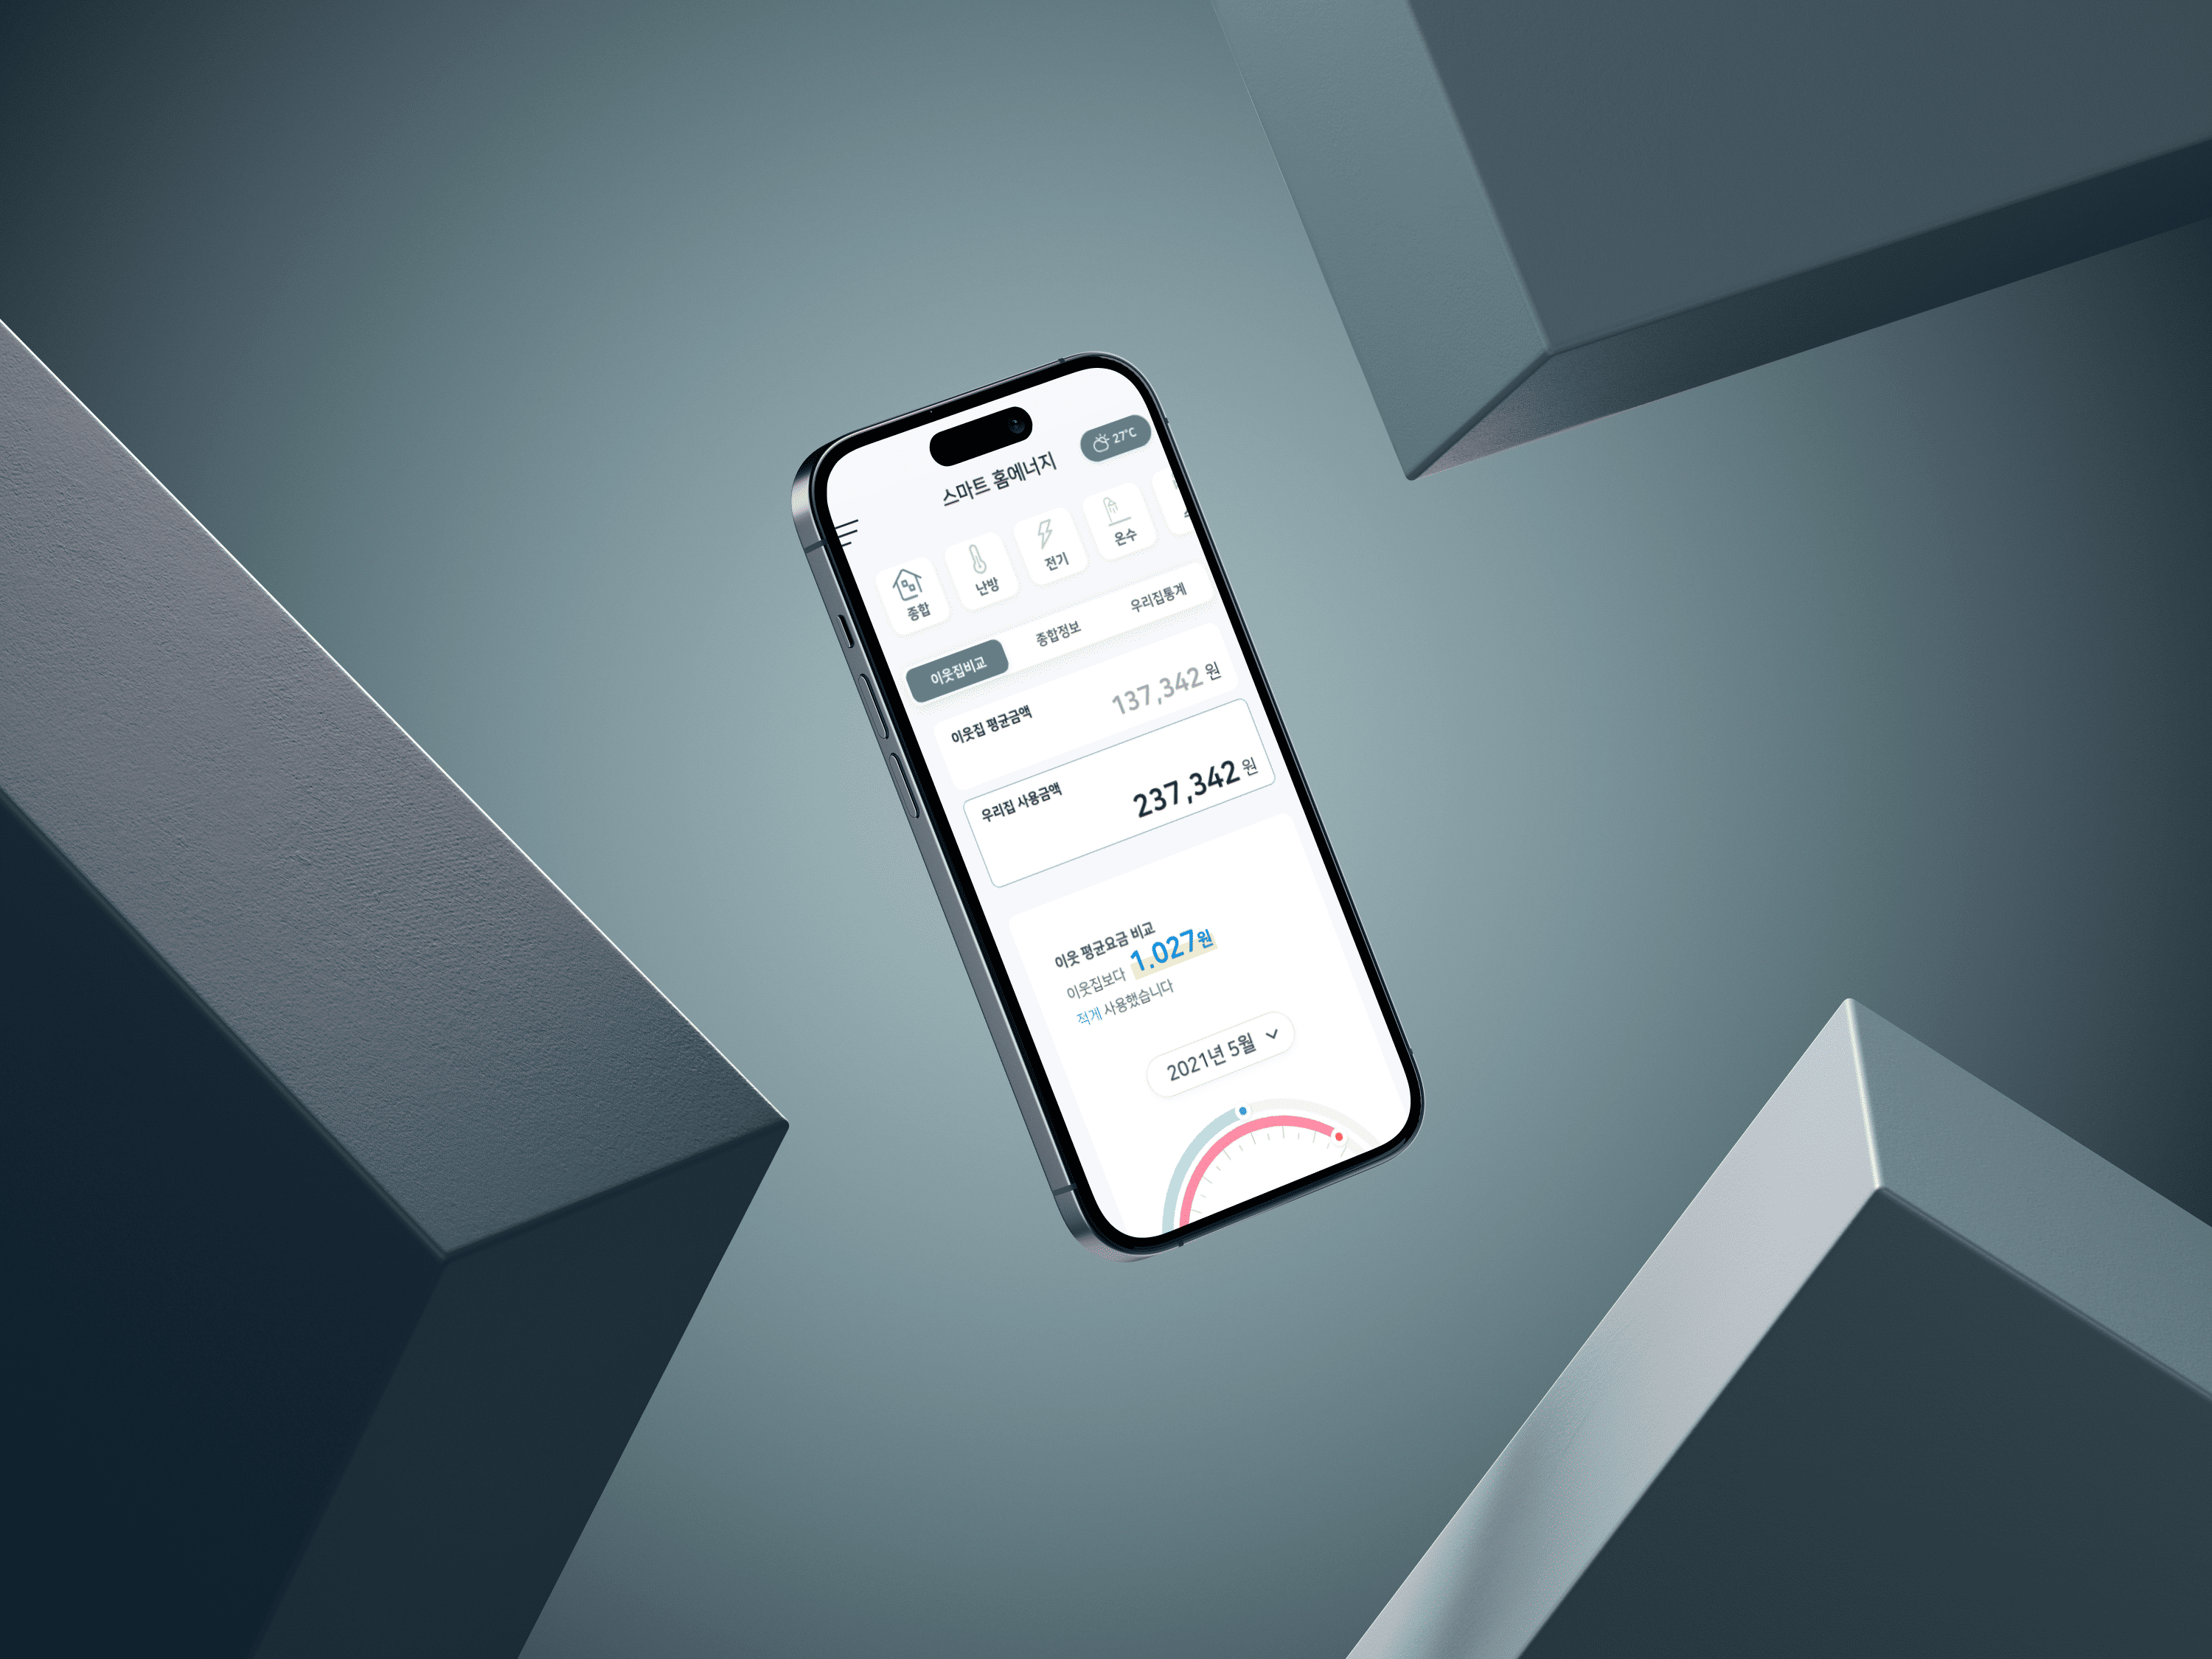 27°C
스마트 홈에너지
종합 난방 전기 온수
이웃집비교 종합정보 우리집통계
이웃집 평균금액 137,342 원
우리집 사용금액 237,342 원
이웃 평균요금 비교
이웃집보다 1.027원
적게 사용했습니다
2021년 5월